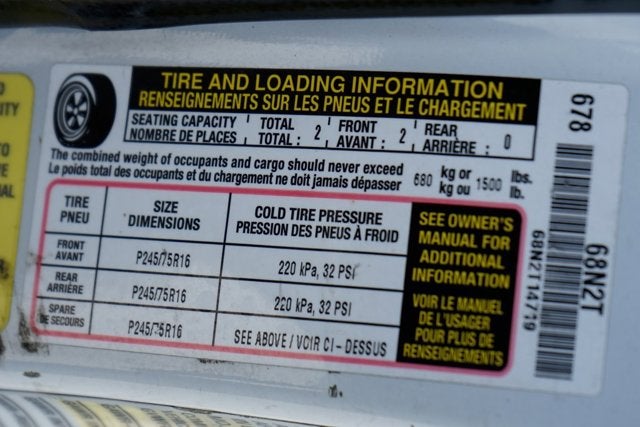 TIRE AND LOADING INFORMATION
RENSEIGNEMENTS SUR LES PNEUS ET LE CHARGEMENT
SEATING CAPACITY TOTAL 2 FRONT 2 REAR 0
NOMBRE DE PLACES TOTAL : AVANT : ARRIÈRE :
The combined weight of occupants and cargo should never exceed 680 kg or 1500 lbs.
Le poids total des occupants et du chargement ne doit jamais dépasser kg ou lb.
TIRE SIZE COLD TIRE PRESSURE
PNEU DIMENSIONS PRESSION DES PNEUS À FROID
FRONT
AVANT P245/75R16 220 kPa, 32 PSI
REAR
ARRIÈRE P245/75R16 220 kPa, 32 PSI
SPARE
DE SECOURS P245/75R16 SEE ABOVE / VOIR CI - DESSUS
SEE OWNER'S
MANUAL FOR
ADDITIONAL
INFORMATION
VOIR LE MANUEL
DE L'USAGER
POUR PLUS DE
RENSEIGNEMENTS
678
68N2T
68N2T14779